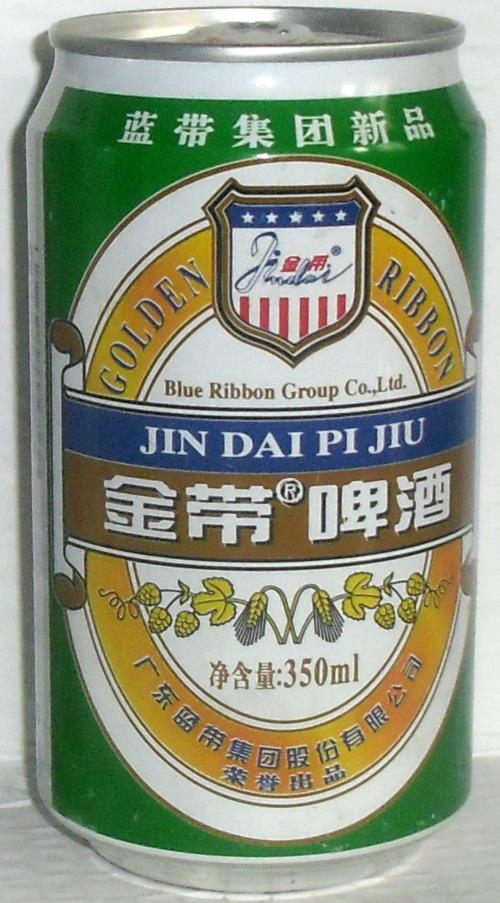 蓝带集团新品
Jindai
金带®
GOLDEN RIBBON
Blue Ribbon Group Co.,Ltd.
JIN DAI PI JIU
金带®啤酒
净含量:350ml
广东蓝带集团股份有限公司
荣誉出品